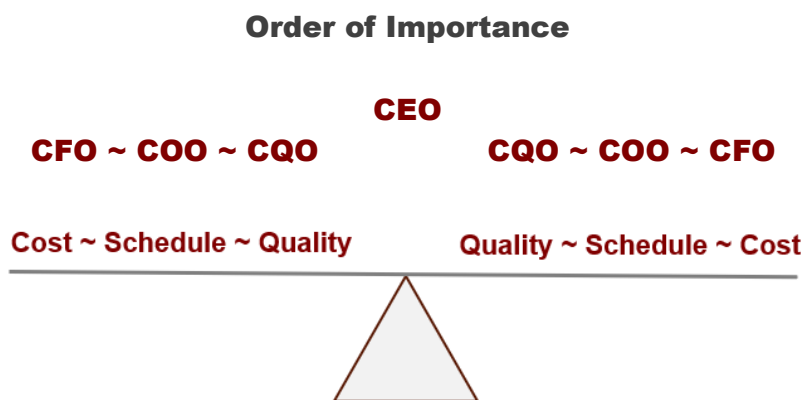 Order of Importance
CEO
CFO ~ COO ~ CQO
CQO ~ COO ~ CFO
Cost ~ Schedule ~ Quality
Quality ~ Schedule ~ Cost